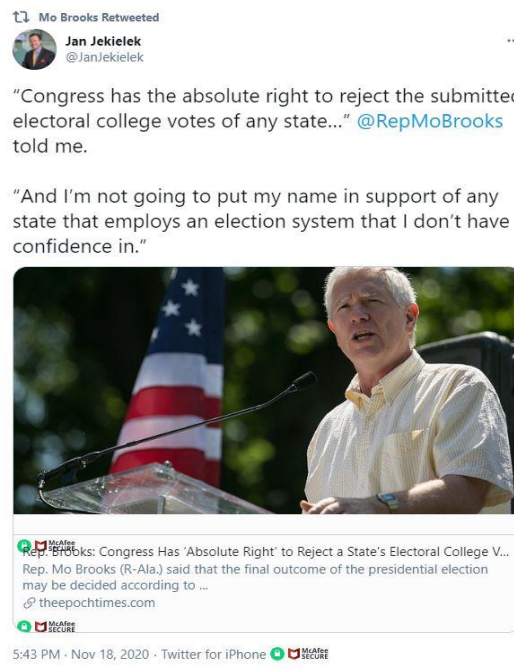 Mo Brooks Retweeted
Jan Jekielek
@JanJekielek
“Congress has the absolute right to reject the submitted
electoral college votes of any state...” @RepMoBrooks
told me.
“And I’m not going to put my name in support of any
state that employs an election system that I don’t have
confidence in.”
McAfee
SECURE
Rep. Brooks: Congress Has ‘Absolute Right’ to Reject a State’s Electoral College V...
Rep. Mo Brooks (R-Ala.) said that the final outcome of the presidential election
may be decided according to ...
theepochtimes.com
McAfee
SECURE
5:43 PM · Nov 18, 2020 · Twitter for iPhone McAfee
SECURE